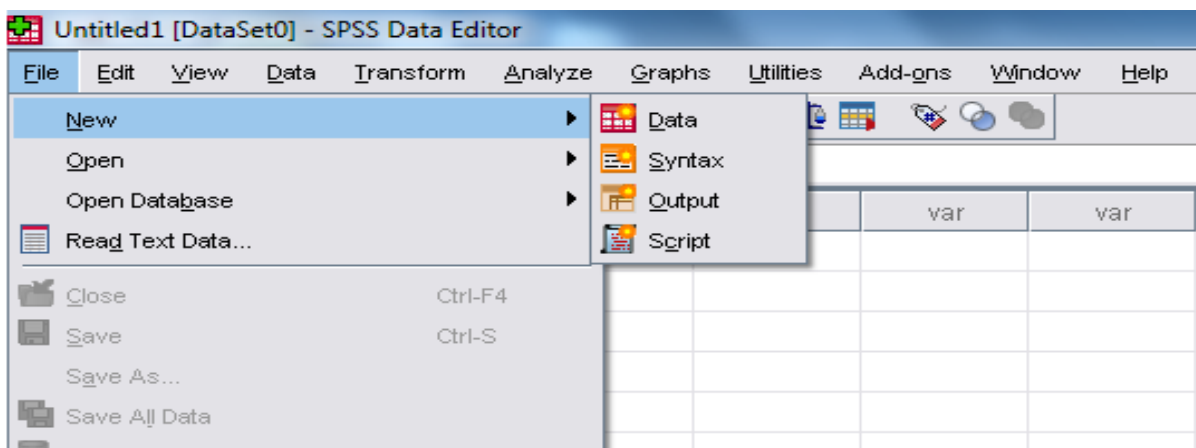 Untitled1 [DataSet0] - SPSS Data Editor
File Edit View Data Transform Analyze Graphs Utilities Add-ons Window Help
New
Data
Syntax
Output
Script
Open
Open Database
Read Text Data...
Close Ctrl-F4
Save Ctrl-S
Save As...
Save All Data
var var